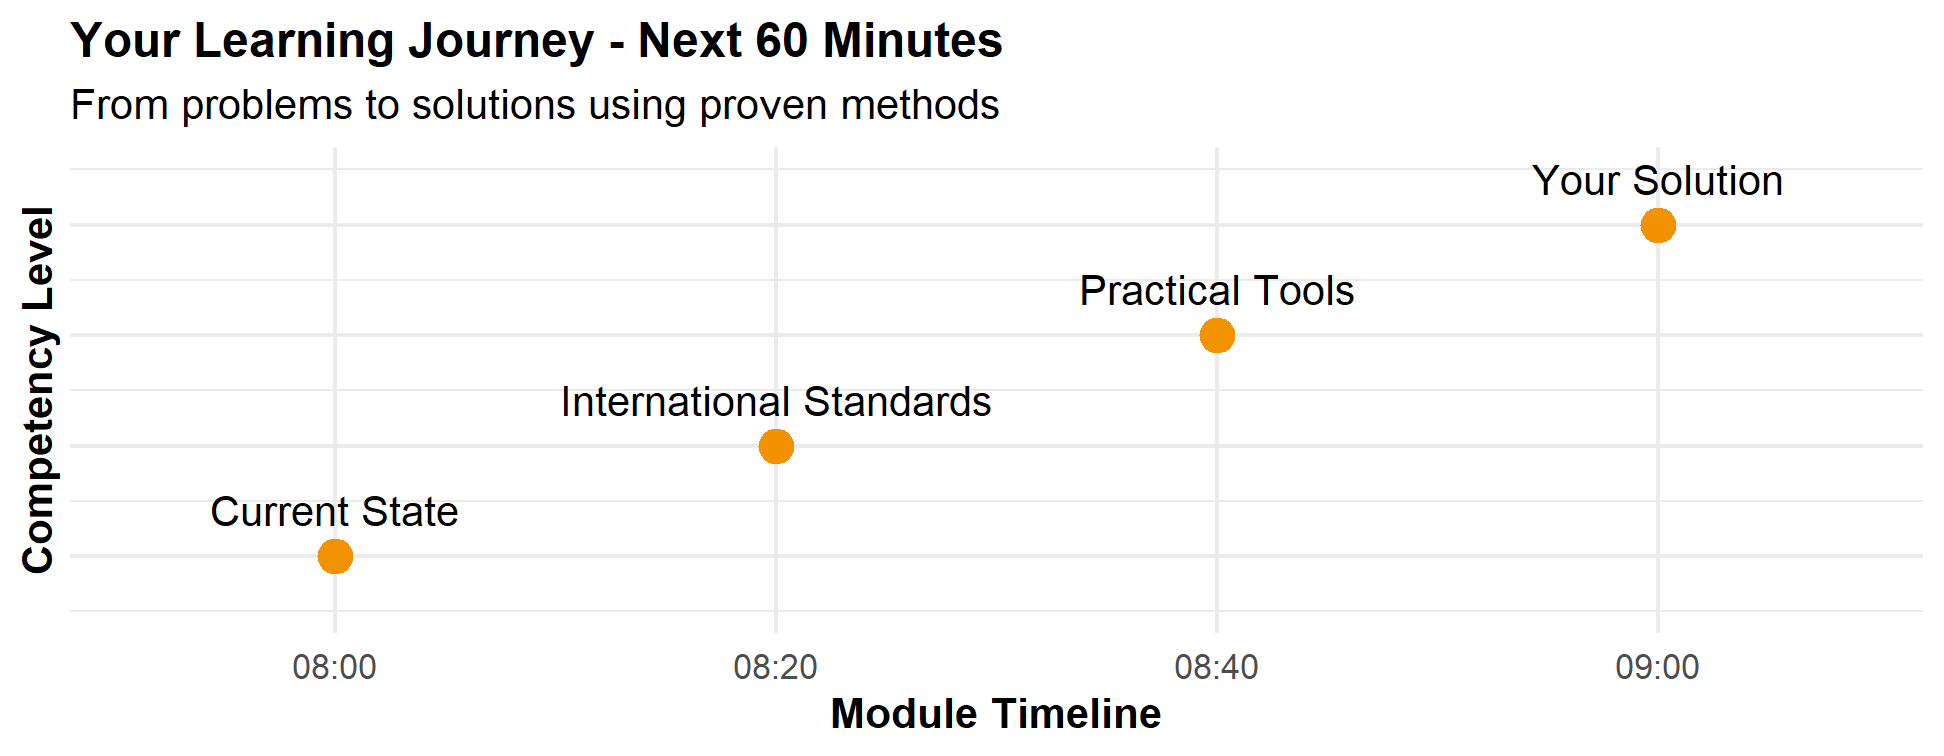 Your Learning Journey - Next 60 Minutes
From problems to solutions using proven methods
Your Solution
Practical Tools
International Standards
Current State
Competency Level
08:00 08:20 08:40 09:00
Module Timeline